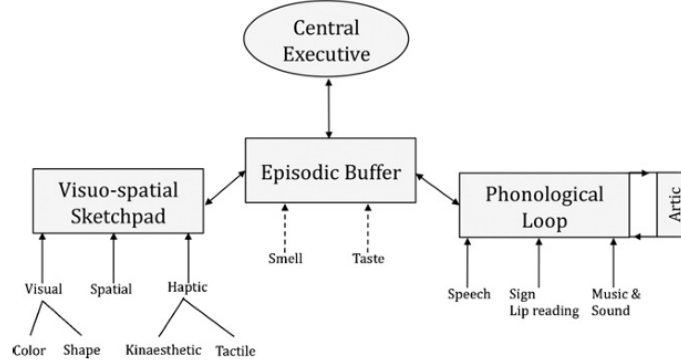 Central
Executive
Episodic Buffer
Visuo-spatial
Sketchpad
Phonological
Loop
Artic
Smell
Taste
Visual
Spatial
Haptic
Speech
Sign
Lip reading
Music &
Sound
Color
Shape
Kinaesthetic
Tactile